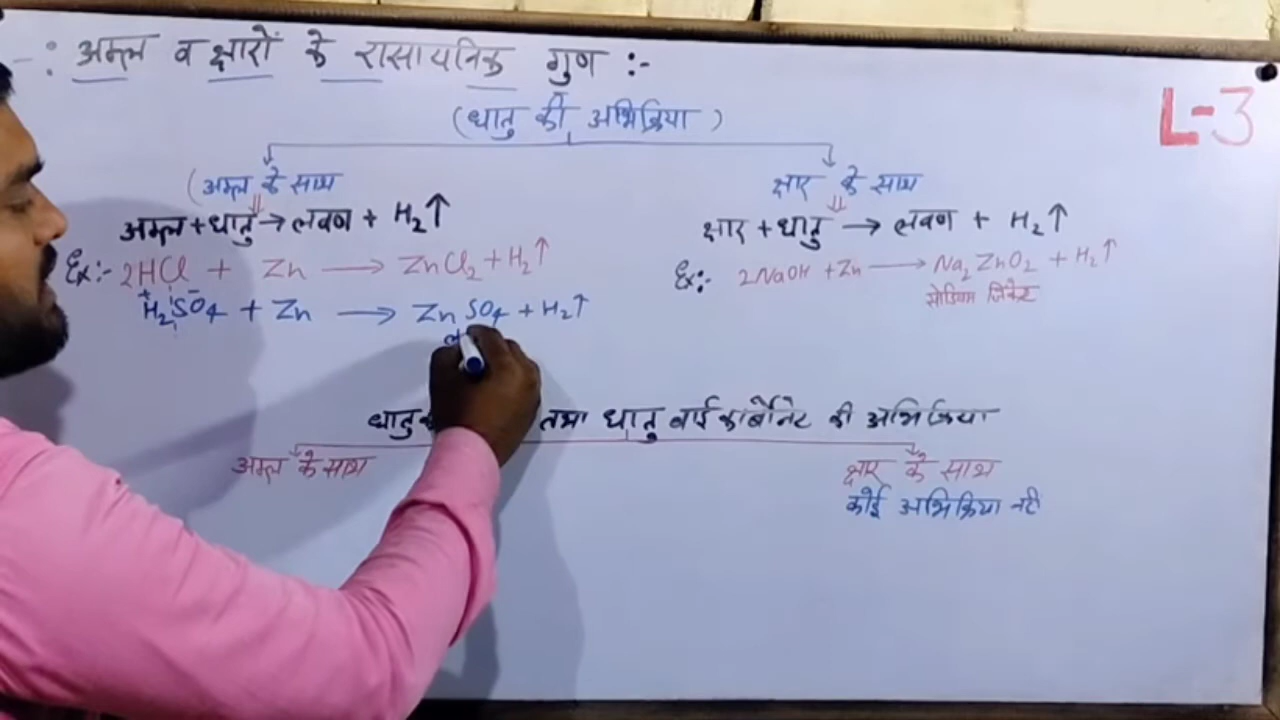 -: अम्ल व क्षारों के रासायनिक गुण :-
L-3
(धातु की अभिक्रिया)
(अम्ल के साथ
क्षार के साथ
अम्ल + धातु → लवण + H₂↑
क्षार + धातु → लवण + H₂↑
Ex:- 2HCl + Zn → ZnCl₂ + H₂↑
Ex:- 2NaOH + Zn → Na₂ZnO₂ + H₂↑
सोडियम जिंकेट
H₂SO₄ + Zn → ZnSO₄ + H₂↑
धातु तथा धातु बाई कार्बोनेट की अभिक्रिया
अम्ल के साथ
क्षार के साथ
कोई अभिक्रिया नही